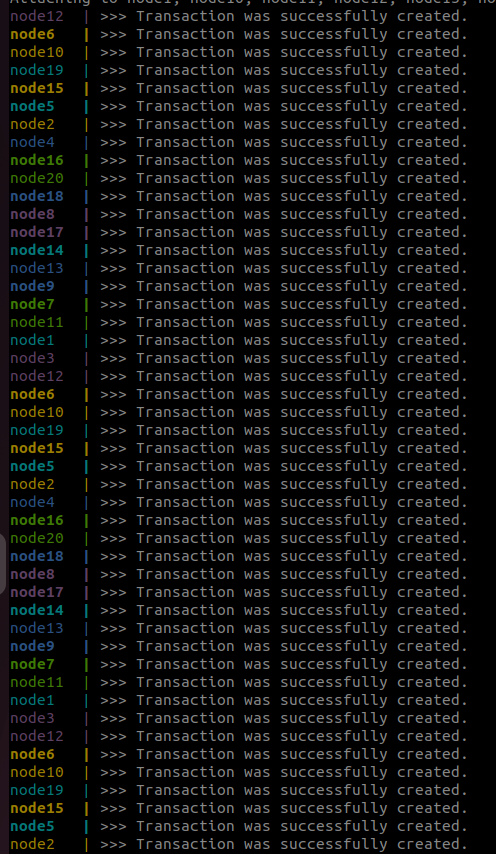 Attaching to node1, node10, node11, node12, node13, no
node12 | >>> Transaction was successfully created.
node6 | >>> Transaction was successfully created.
node10 | >>> Transaction was successfully created.
node19 | >>> Transaction was successfully created.
node15 | >>> Transaction was successfully created.
node5 | >>> Transaction was successfully created.
node2 | >>> Transaction was successfully created.
node4 | >>> Transaction was successfully created.
node16 | >>> Transaction was successfully created.
node20 | >>> Transaction was successfully created.
node18 | >>> Transaction was successfully created.
node8 | >>> Transaction was successfully created.
node17 | >>> Transaction was successfully created.
node14 | >>> Transaction was successfully created.
node13 | >>> Transaction was successfully created.
node9 | >>> Transaction was successfully created.
node7 | >>> Transaction was successfully created.
node11 | >>> Transaction was successfully created.
node1 | >>> Transaction was successfully created.
node3 | >>> Transaction was successfully created.
node12 | >>> Transaction was successfully created.
node6 | >>> Transaction was successfully created.
node10 | >>> Transaction was successfully created.
node19 | >>> Transaction was successfully created.
node15 | >>> Transaction was successfully created.
node5 | >>> Transaction was successfully created.
node2 | >>> Transaction was successfully created.
node4 | >>> Transaction was successfully created.
node16 | >>> Transaction was successfully created.
node20 | >>> Transaction was successfully created.
node18 | >>> Transaction was successfully created.
node8 | >>> Transaction was successfully created.
node17 | >>> Transaction was successfully created.
node14 | >>> Transaction was successfully created.
node13 | >>> Transaction was successfully created.
node9 | >>> Transaction was successfully created.
node7 | >>> Transaction was successfully created.
node11 | >>> Transaction was successfully created.
node1 | >>> Transaction was successfully created.
node3 | >>> Transaction was successfully created.
node12 | >>> Transaction was successfully created.
node6 | >>> Transaction was successfully created.
node10 | >>> Transaction was successfully created.
node19 | >>> Transaction was successfully created.
node15 | >>> Transaction was successfully created.
node5 | >>> Transaction was successfully created.
node2 | >>> Transaction was successfully created.